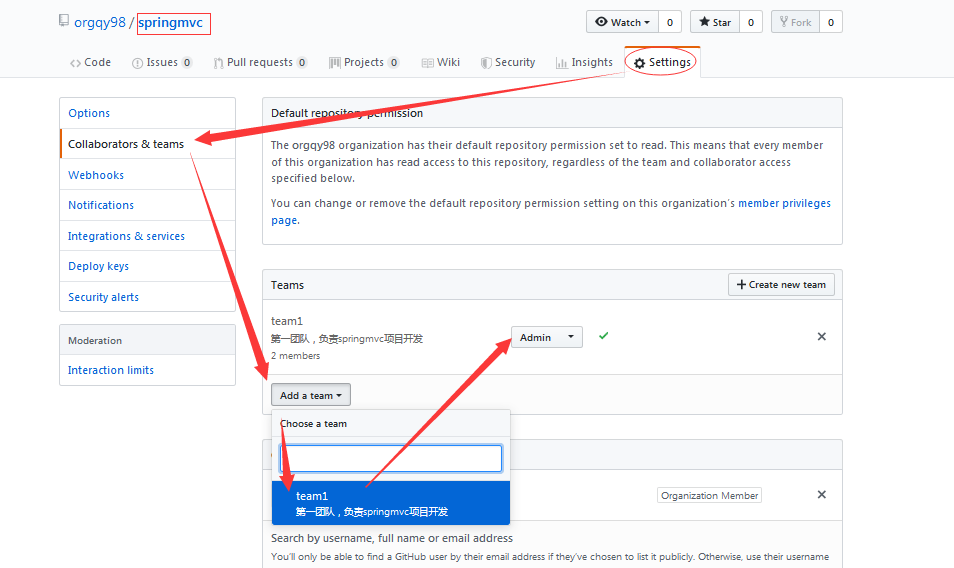 orgqy98 / springmvc
Watch 0 Star 0 Fork 0
Code Issues 0 Pull requests 0 Projects 0 Wiki Security Insights Settings
Options
Collaborators & teams
Webhooks
Notifications
Integrations & services
Deploy keys
Security alerts
Moderation
Interaction limits
Default repository permission
The orgqy98 organization has their default repository permission set to read. This means that every member
of this organization has read access to this repository, regardless of the team and collaborator access
specified below.
You can change or remove the default repository permission setting on this organization's member privileges
page.
Teams
Create new team
team1
第一团队，负责springmvc项目开发
2 members
Admin
Add a team
Choose a team
team1
第一团队，负责springmvc项目开发
Organization Member
Search by username, full name or email address
You'll only be able to find a GitHub user by their email address if they've chosen to list it publicly. Otherwise, use their username